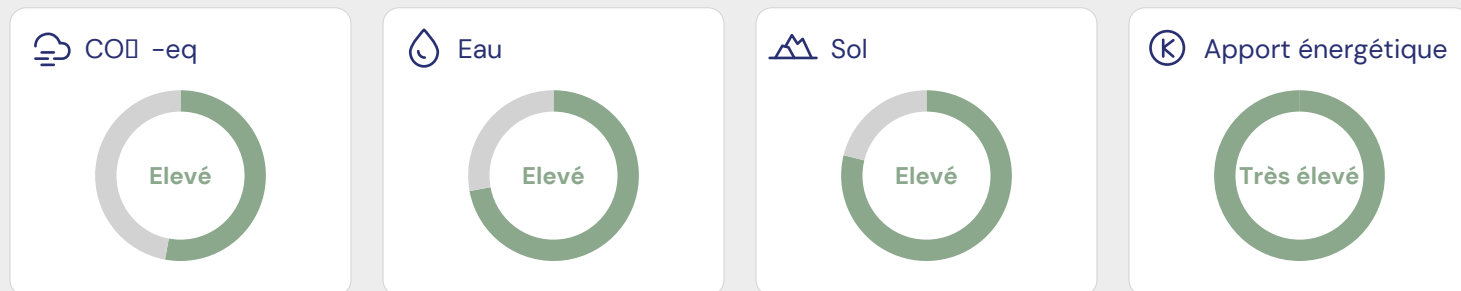 CO▯ -eq
Eau
Sol
Apport énergétique
Elevé
Elevé
Elevé
Très élevé